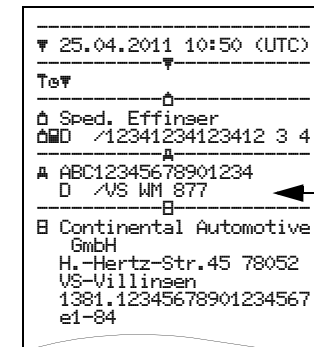 ▼ 25.04.2011 10:50 (UTC)
T⊙▼
Sped. Effinger
D /12341234123412 3 4
ABC12345678901234
D /VS WM 877
Continental Automotive
GmbH
H.-Hertz-Str.45 78052
VS-Villingen
1381.12345678901234567
e1-84